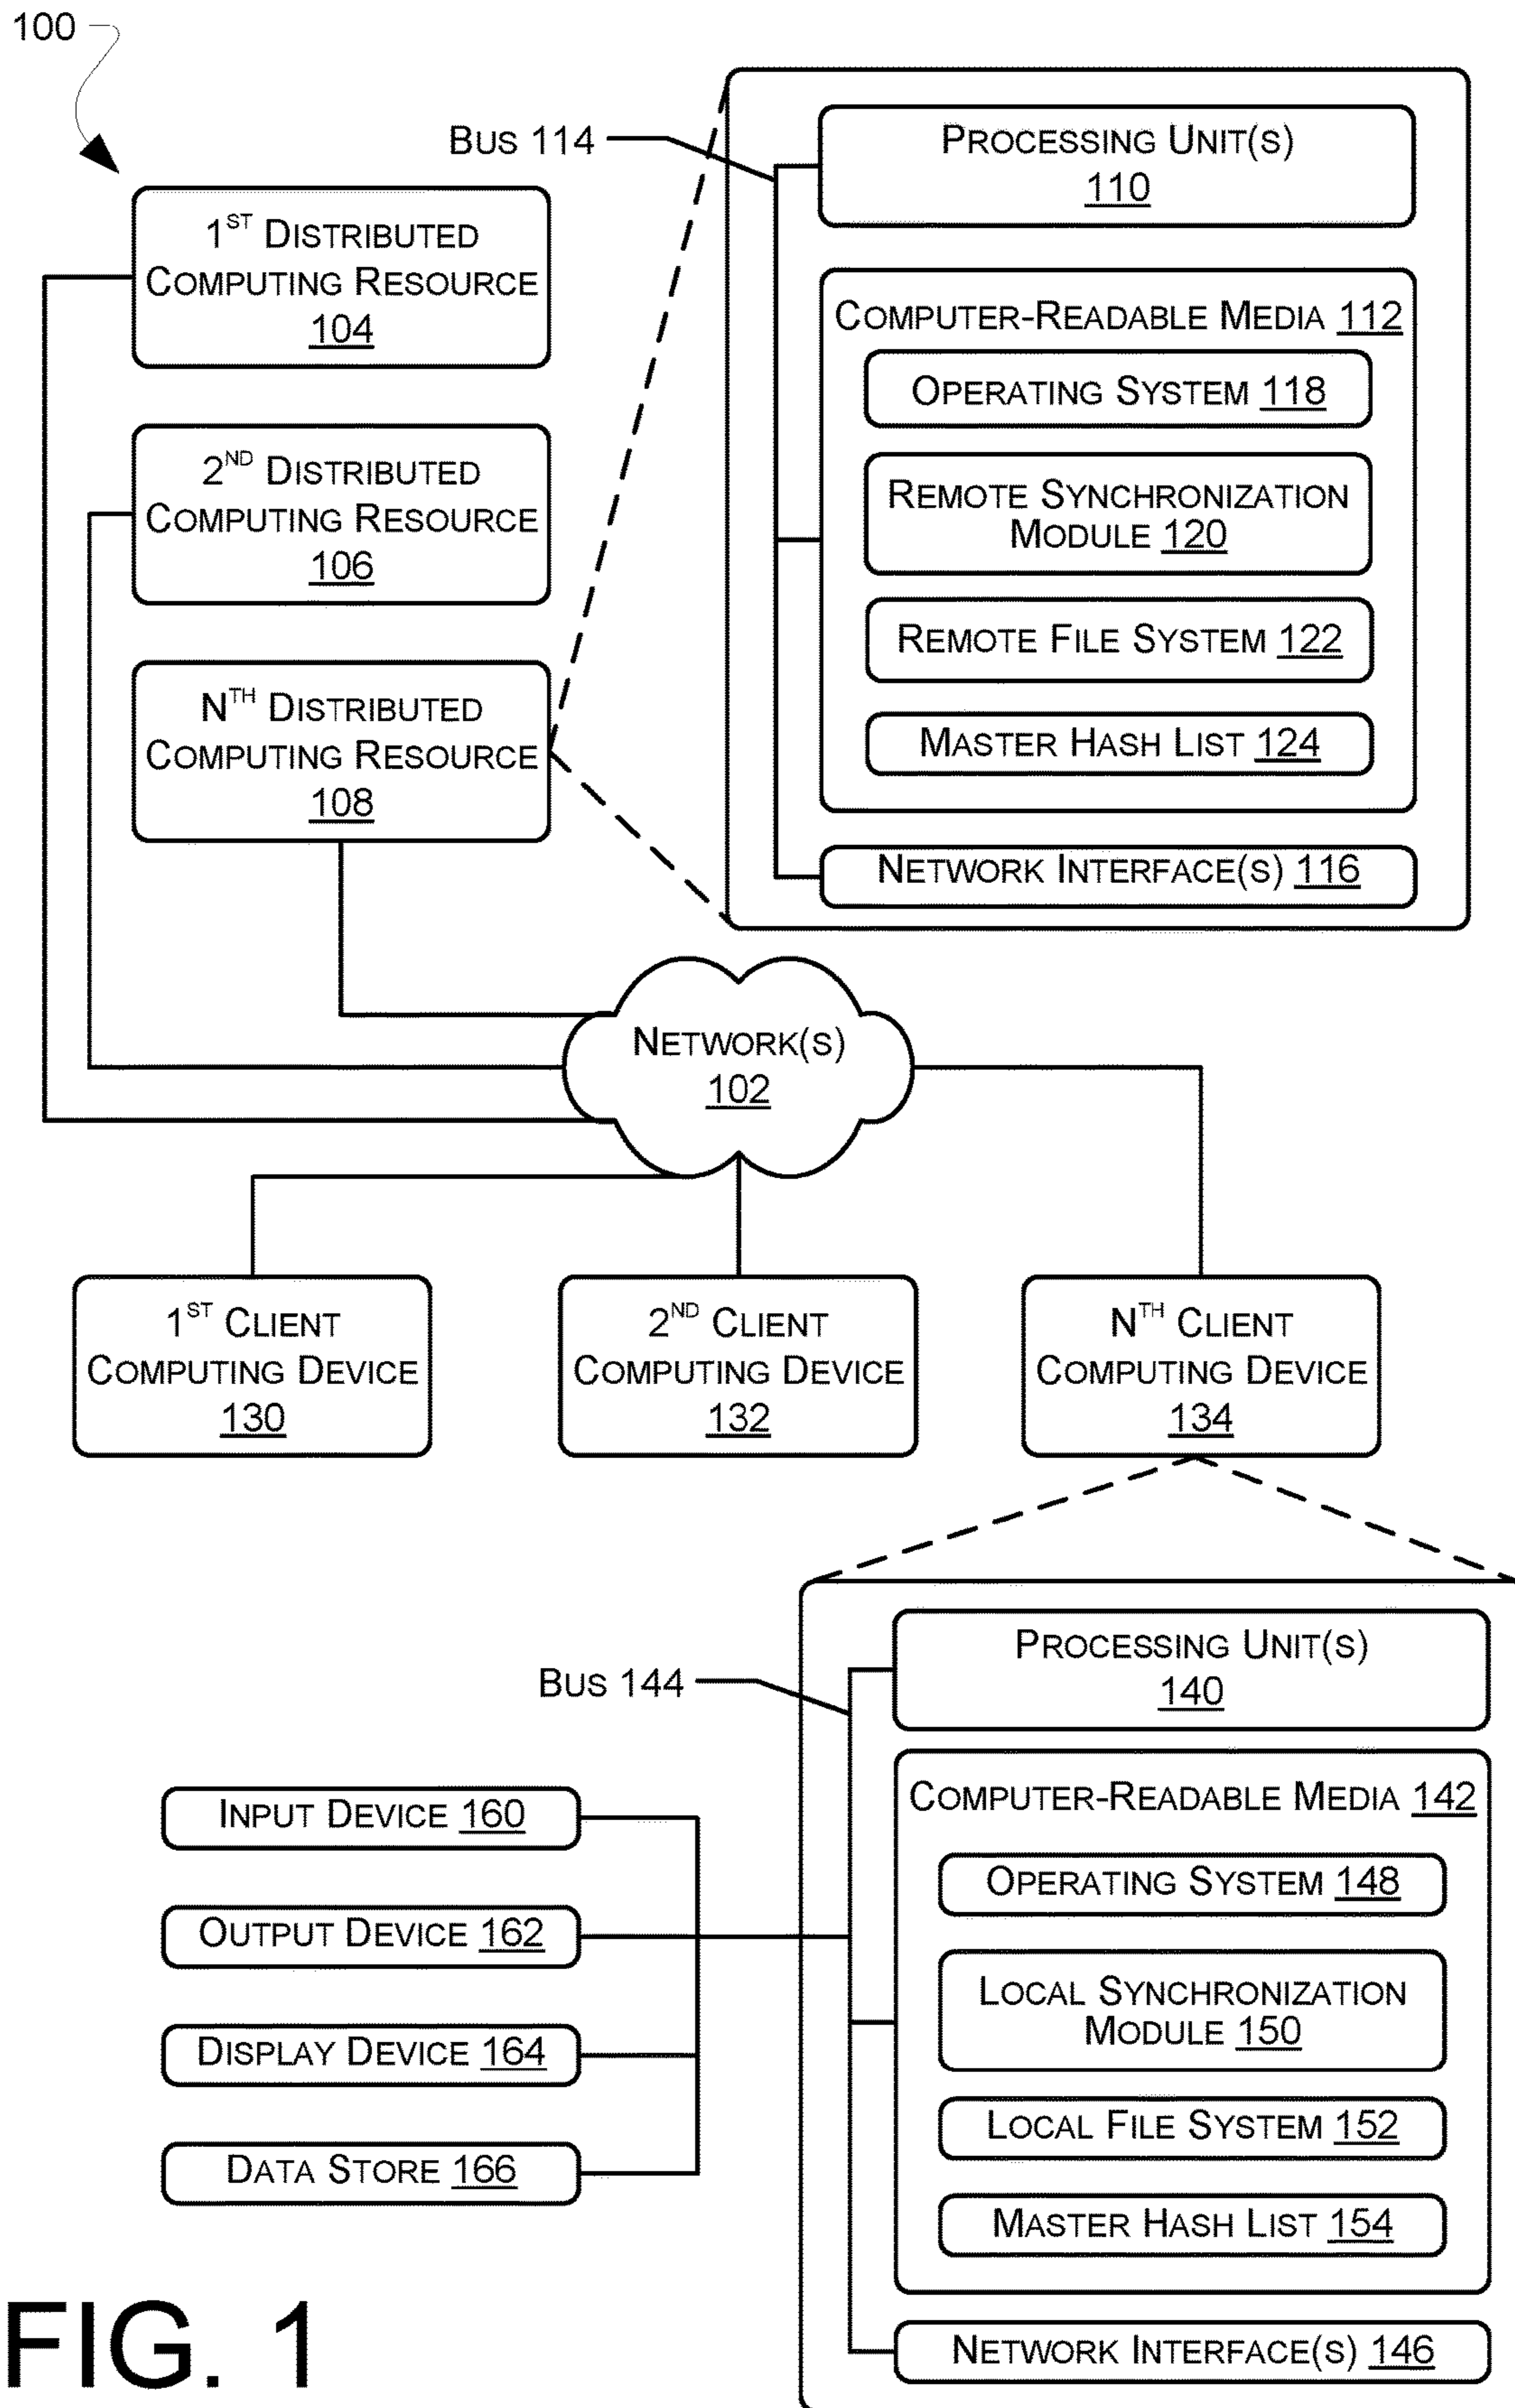 100
BUS 114
PROCESSING UNIT(S)
110
1ST DISTRIBUTED
COMPUTING RESOURCE
104
COMPUTER-READABLE MEDIA 112
OPERATING SYSTEM 118
2ND DISTRIBUTED
COMPUTING RESOURCE
106
REMOTE SYNCHRONIZATION
MODULE 120
REMOTE FILE SYSTEM 122
NTH DISTRIBUTED
COMPUTING RESOURCE
108
MASTER HASH LIST 124
NETWORK INTERFACE(S) 116
NETWORK(S)
102
1ST CLIENT
COMPUTING DEVICE
130
2ND CLIENT
COMPUTING DEVICE
132
NTH CLIENT
COMPUTING DEVICE
134
BUS 144
PROCESSING UNIT(S)
140
INPUT DEVICE 160
OUTPUT DEVICE 162
DISPLAY DEVICE 164
DATA STORE 166
COMPUTER-READABLE MEDIA 142
OPERATING SYSTEM 148
LOCAL SYNCHRONIZATION
MODULE 150
LOCAL FILE SYSTEM 152
MASTER HASH LIST 154
NETWORK INTERFACE(S) 146
FIG. 1